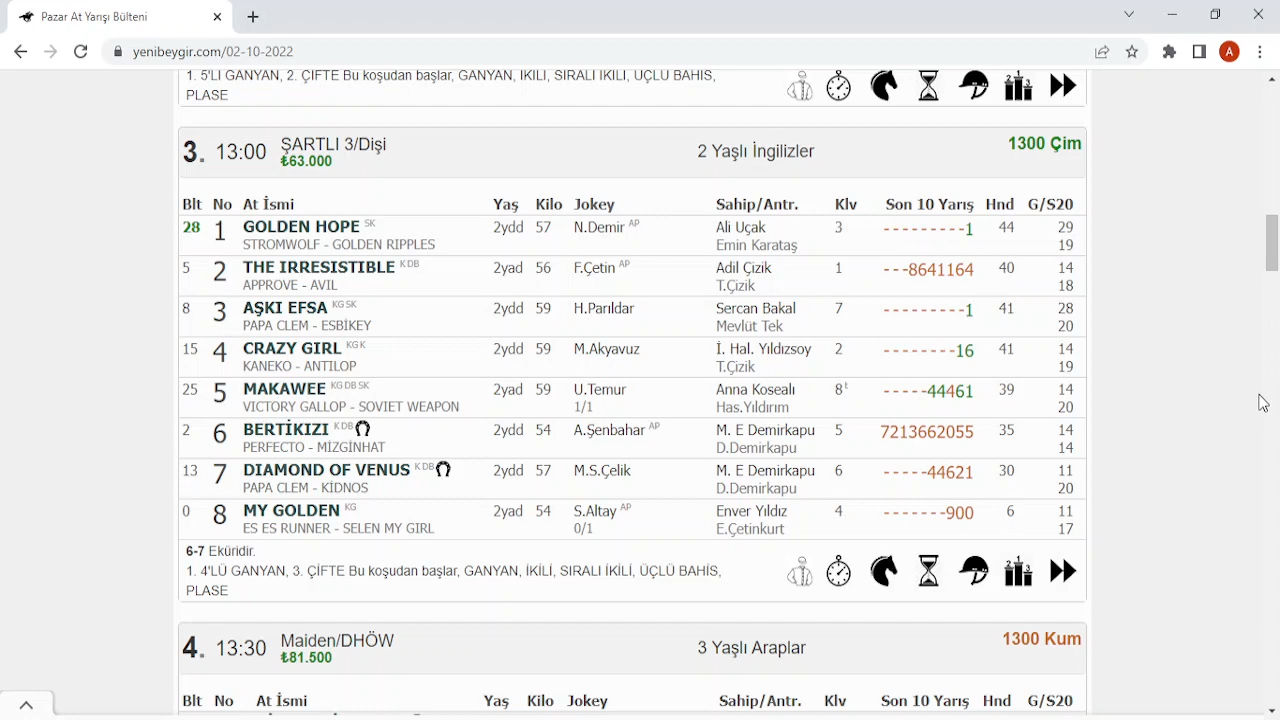 Pazar At Yarışı Bülteni
yenibeygir.com/02-10-2022
A
1. 5'Lİ GANYAN, 2. ÇİFTE Bu koşudan başlar, GANYAN, İKİLİ, SIRALI İKİLİ, ÜÇLÜ BAHİS,
PLASE
3. 13:00 ŞARTLI 3/Dişi 2 Yaşlı İngilizler 1300 Çim
₺63.000
Blt No At İsmi Yaş Kilo Jokey Sahip/Antr. Klv Son 10 Yarış Hnd G/S20
28 1 GOLDEN HOPE SK 2ydd 57 N.Demir AP Ali Uçak 3 ---------1 44 29
STROMWOLF - GOLDEN RIPPLES Emin Karataş 19
5 2 THE IRRESISTIBLE K DB 2yad 56 F.Çetin AP Adil Çizik 1 ---8641164 40 14
APPROVE - AVIL T.Çizik 18
8 3 AŞKI EFSA KG SK 2ydd 59 H.Parıldar Sercan Bakal 7 ---------1 41 28
PAPA CLEM - ESBİKEY Mevlüt Tek 20
15 4 CRAZY GIRL KG K 2ydd 59 M.Akyavuz İ. Hal. Yıldızsoy 2 --------16 41 14
KANEKO - ANTILOP T.Çizik 19
25 5 MAKAWEE KG DB SK 2yad 59 U.Temur Anna Kosealı 8t -----44461 39 14
VICTORY GALLOP - SOVIET WEAPON 1/1 Has.Yıldırım 20
2 6 BERTİKIZI K DB 2ydd 54 A.Şenbahar AP M. E Demirkapu 5 7213662055 35 14
PERFECTO - MİZGİNHAT D.Demirkapu 14
13 7 DIAMOND OF VENUS K DB 2ydd 57 M.S.Çelik M. E Demirkapu 6 -----44621 30 11
PAPA CLEM - KİDNOS D.Demirkapu 20
0 8 MY GOLDEN KG 2yad 54 S.Altay AP Enver Yıldız 4 -------900 6 11
ES ES RUNNER - SELEN MY GIRL 0/1 E.Çetinkurt 17
6-7 Eküridir.
1. 4'LÜ GANYAN, 3. ÇİFTE Bu koşudan başlar, GANYAN, İKİLİ, SIRALI İKİLİ, ÜÇLÜ BAHİS,
PLASE
4. 13:30 Maiden/DHÖW 3 Yaşlı Araplar 1300 Kum
₺81.500
Blt No At İsmi Yaş Kilo Jokey Sahip/Antr. Klv Son 10 Yarış Hnd G/S20